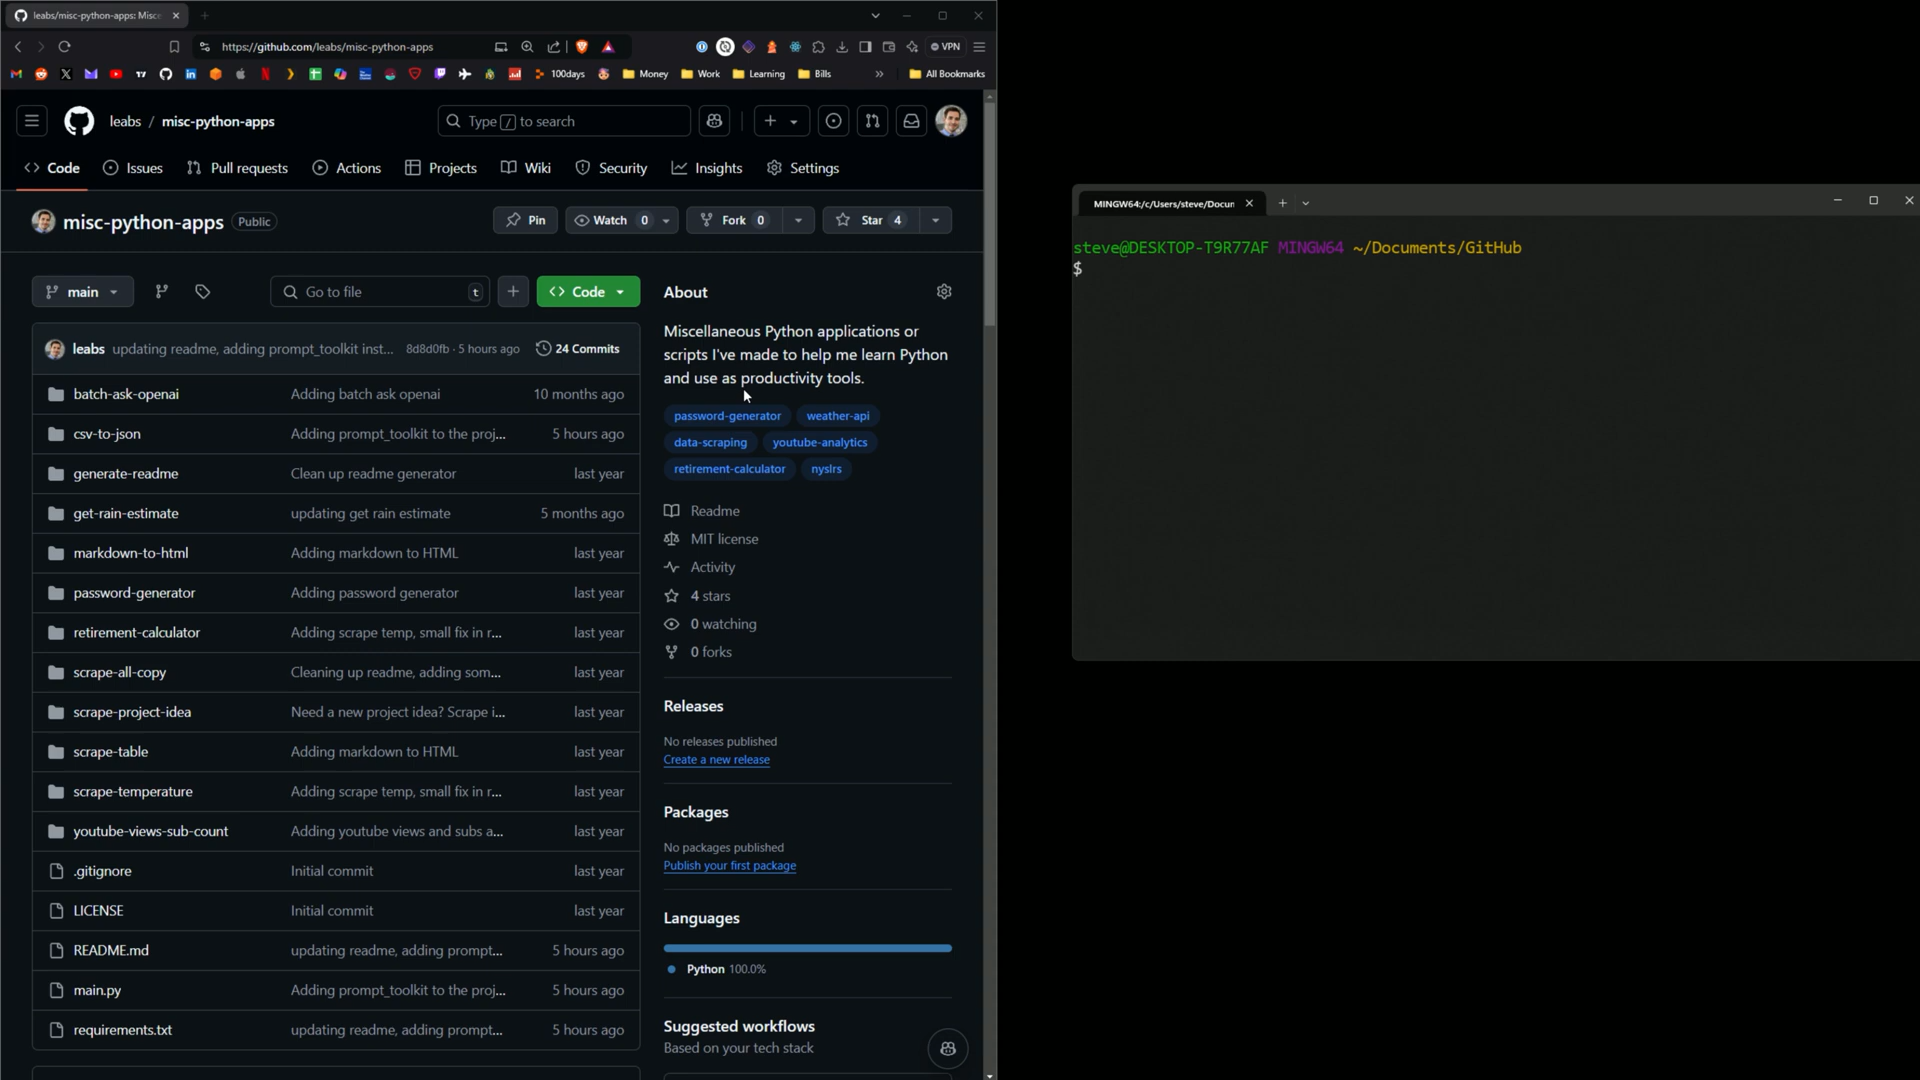 leabs/misc-python-apps: Misc
https://github.com/leabs/misc-python-apps
VPN
100days
Money
Work
Learning
Bills
»
All Bookmarks
leabs / misc-python-apps
Type / to search
Code
Issues
Pull requests
Actions
Projects
Wiki
Security
Insights
Settings
misc-python-apps Public
Pin
Watch 0
Fork 0
Star 4
main
Go to file t
Code
leabs updating readme, adding prompt_toolkit inst... 8d8d0fb · 5 hours ago 24 Commits
batch-ask-openai Adding batch ask openai 10 months ago
csv-to-json Adding prompt_toolkit to the proj... 5 hours ago
generate-readme Clean up readme generator last year
get-rain-estimate updating get rain estimate 5 months ago
markdown-to-html Adding markdown to HTML last year
password-generator Adding password generator last year
retirement-calculator Adding scrape temp, small fix in r... last year
scrape-all-copy Cleaning up readme, adding som... last year
scrape-project-idea Need a new project idea? Scrape i... last year
scrape-table Adding markdown to HTML last year
scrape-temperature Adding scrape temp, small fix in r... last year
youtube-views-sub-count Adding youtube views and subs a... last year
.gitignore Initial commit last year
LICENSE Initial commit last year
README.md updating readme, adding prompt... 5 hours ago
main.py Adding prompt_toolkit to the proj... 5 hours ago
requirements.txt updating readme, adding prompt... 5 hours ago
About
Miscellaneous Python applications or
scripts I've made to help me learn Python
and use as productivity tools.
password-generator weather-api
data-scraping youtube-analytics
retirement-calculator nyslrs
Readme
MIT license
Activity
4 stars
0 watching
0 forks
Releases
No releases published
Create a new release
Packages
No packages published
Publish your first package
Languages
Python 100.0%
Suggested workflows
Based on your tech stack
MINGW64:/c/Users/steve/Docur
steve@DESKTOP-T9R77AF MINGW64 ~/Documents/GitHub
$